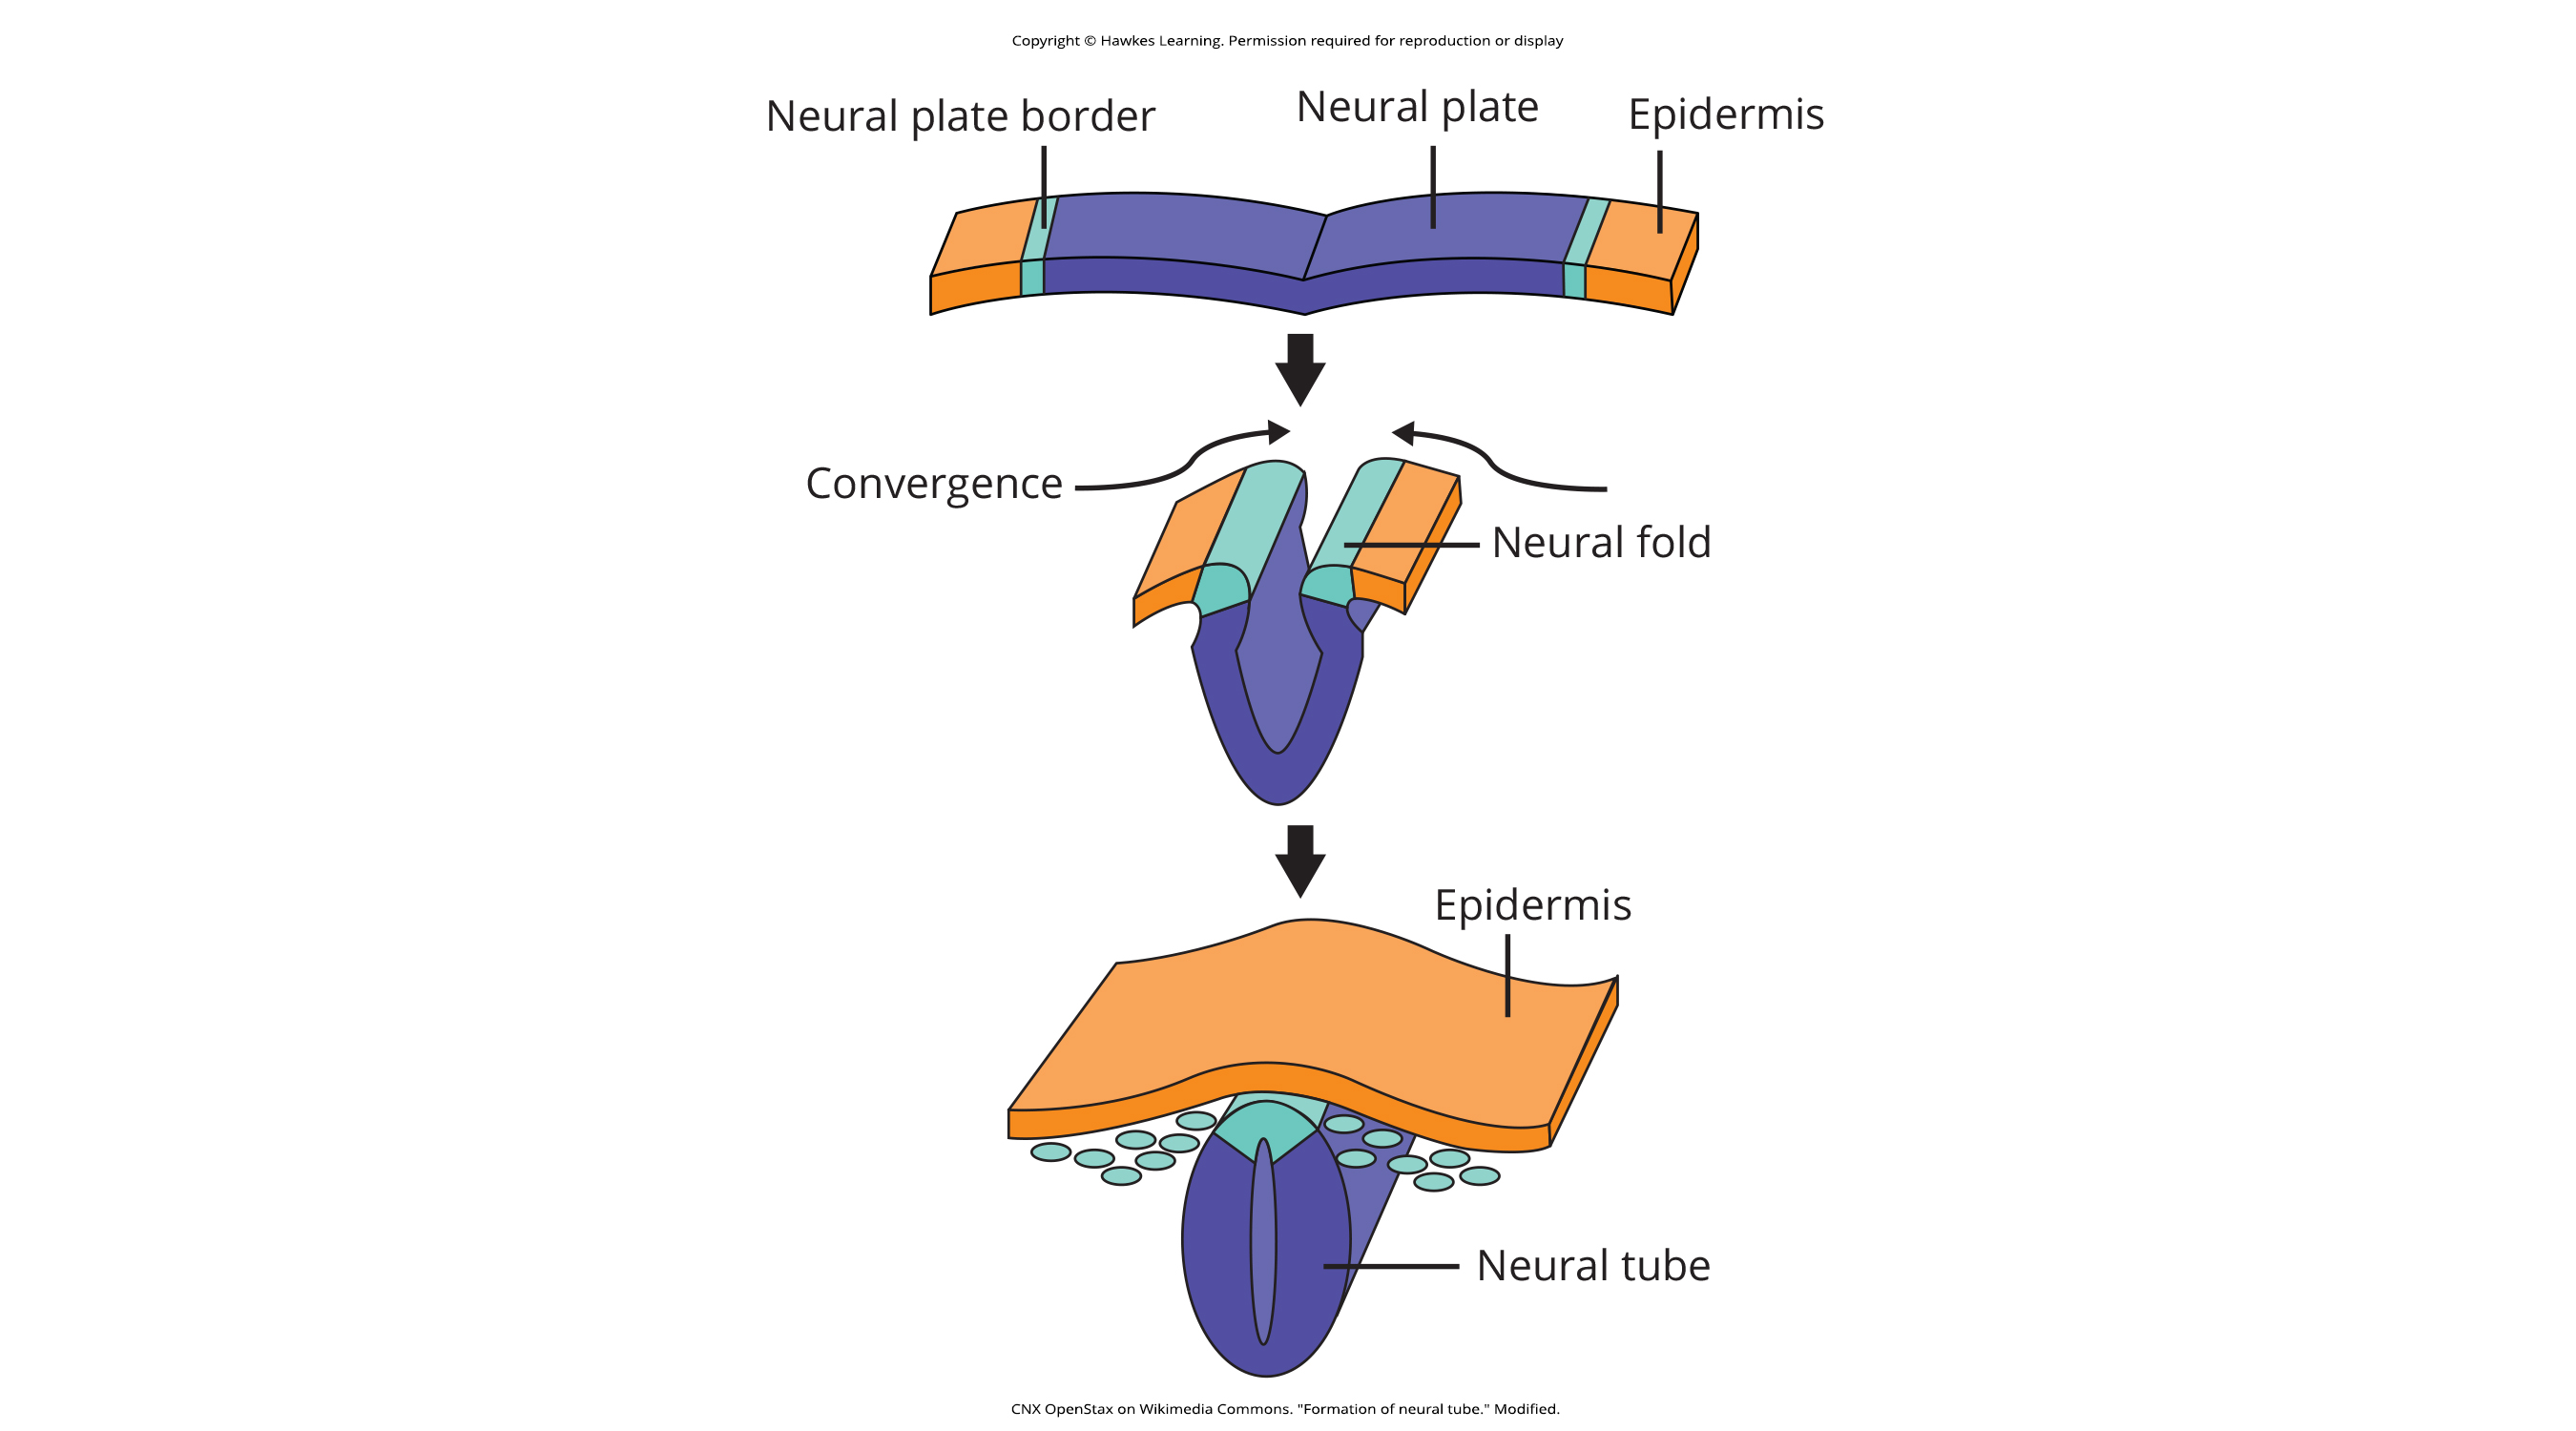 Copyright © Hawkes Learning. Permission required for reproduction or display
Neural plate border
Neural plate
Epidermis
Convergence
Neural fold
Epidermis
Neural tube
CNX OpenStax on Wikimedia Commons. "Formation of neural tube." Modified.